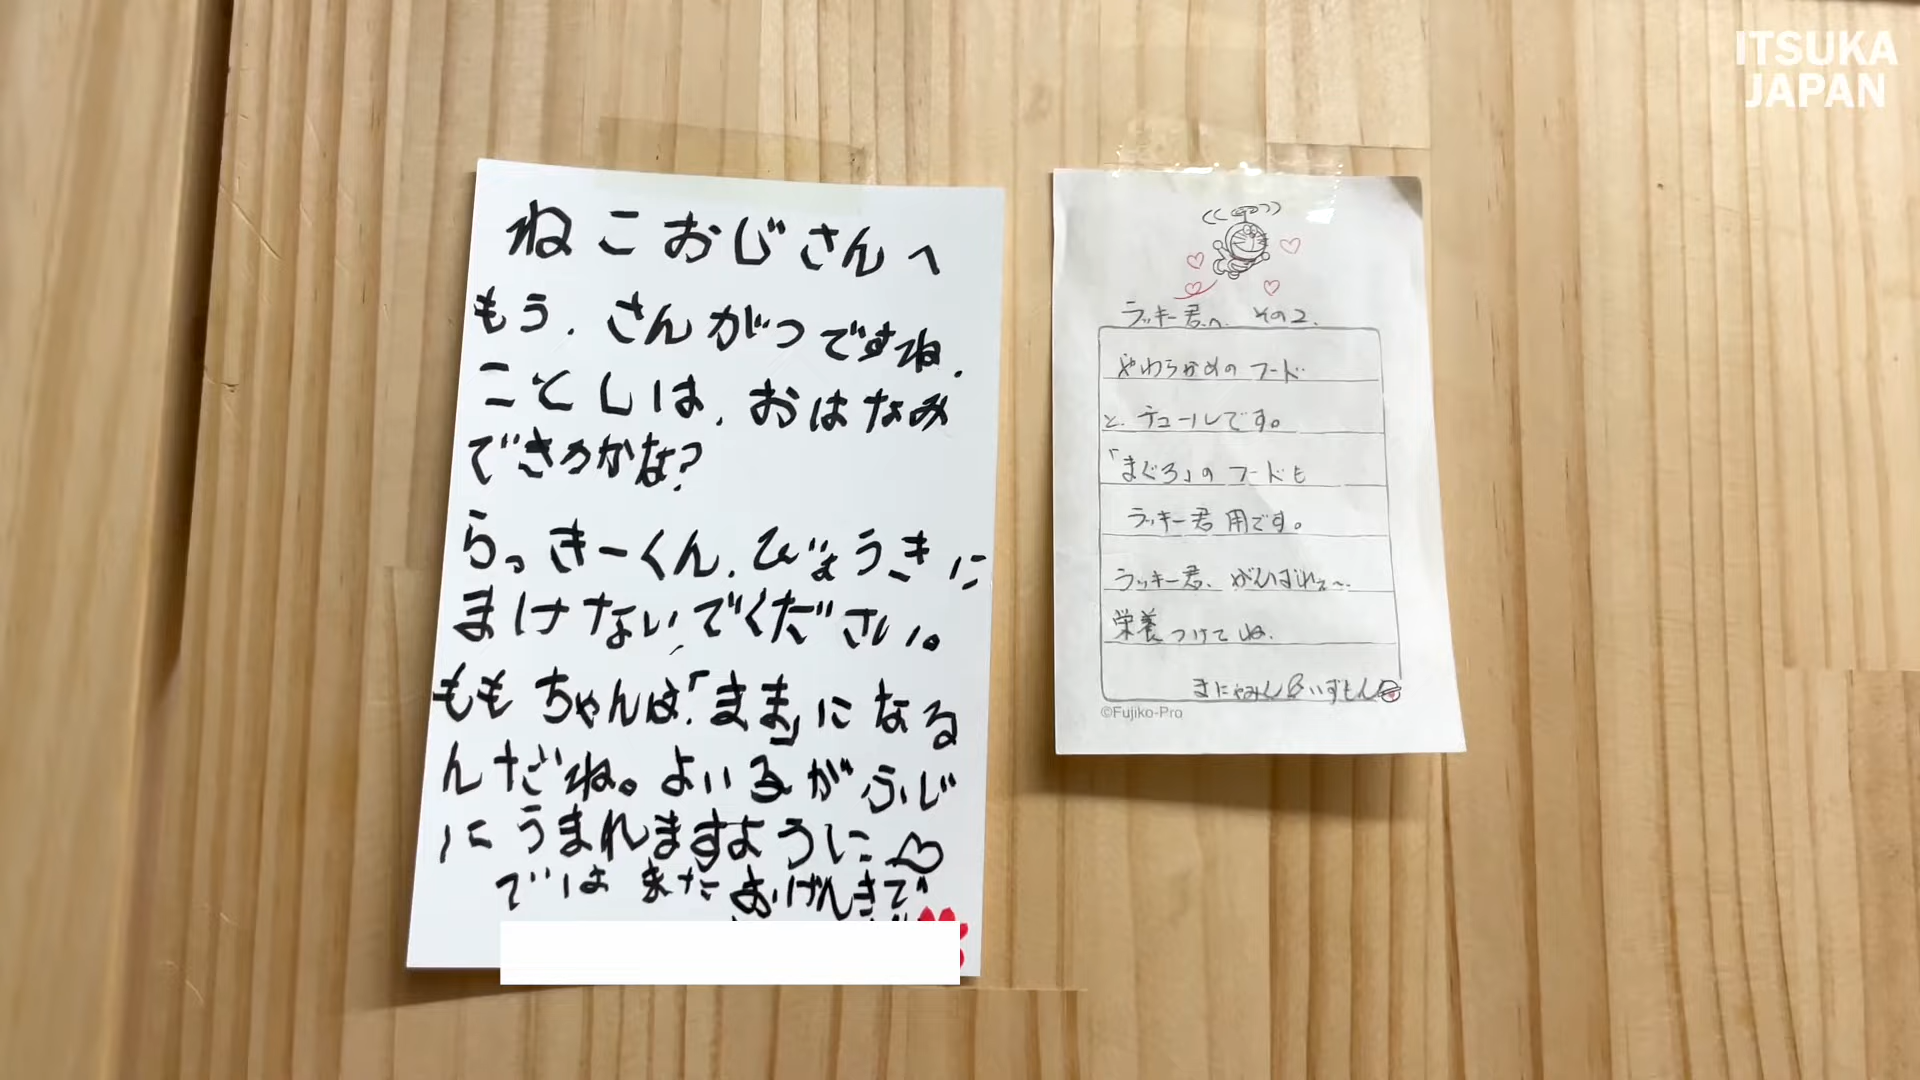 ITSUKA
JAPAN
ねこおじさんへ
もう、さんがつですね、
ことしは、おはなみ
できるかな?
らっきーくん、びょうきに
まけないでください。
ももちゃんは「まま」になる
んだね。よいるがぶじ
にうまれますように♡
ではまたおげんきで
ラッキー君へ その2.
やわらかめのフード
と、チュールです。
「まぐろ」のフードも
ラッキー君用です。
ラッキー君、がんばれぇ〜
栄養つけてね.
©Fujiko-Pro